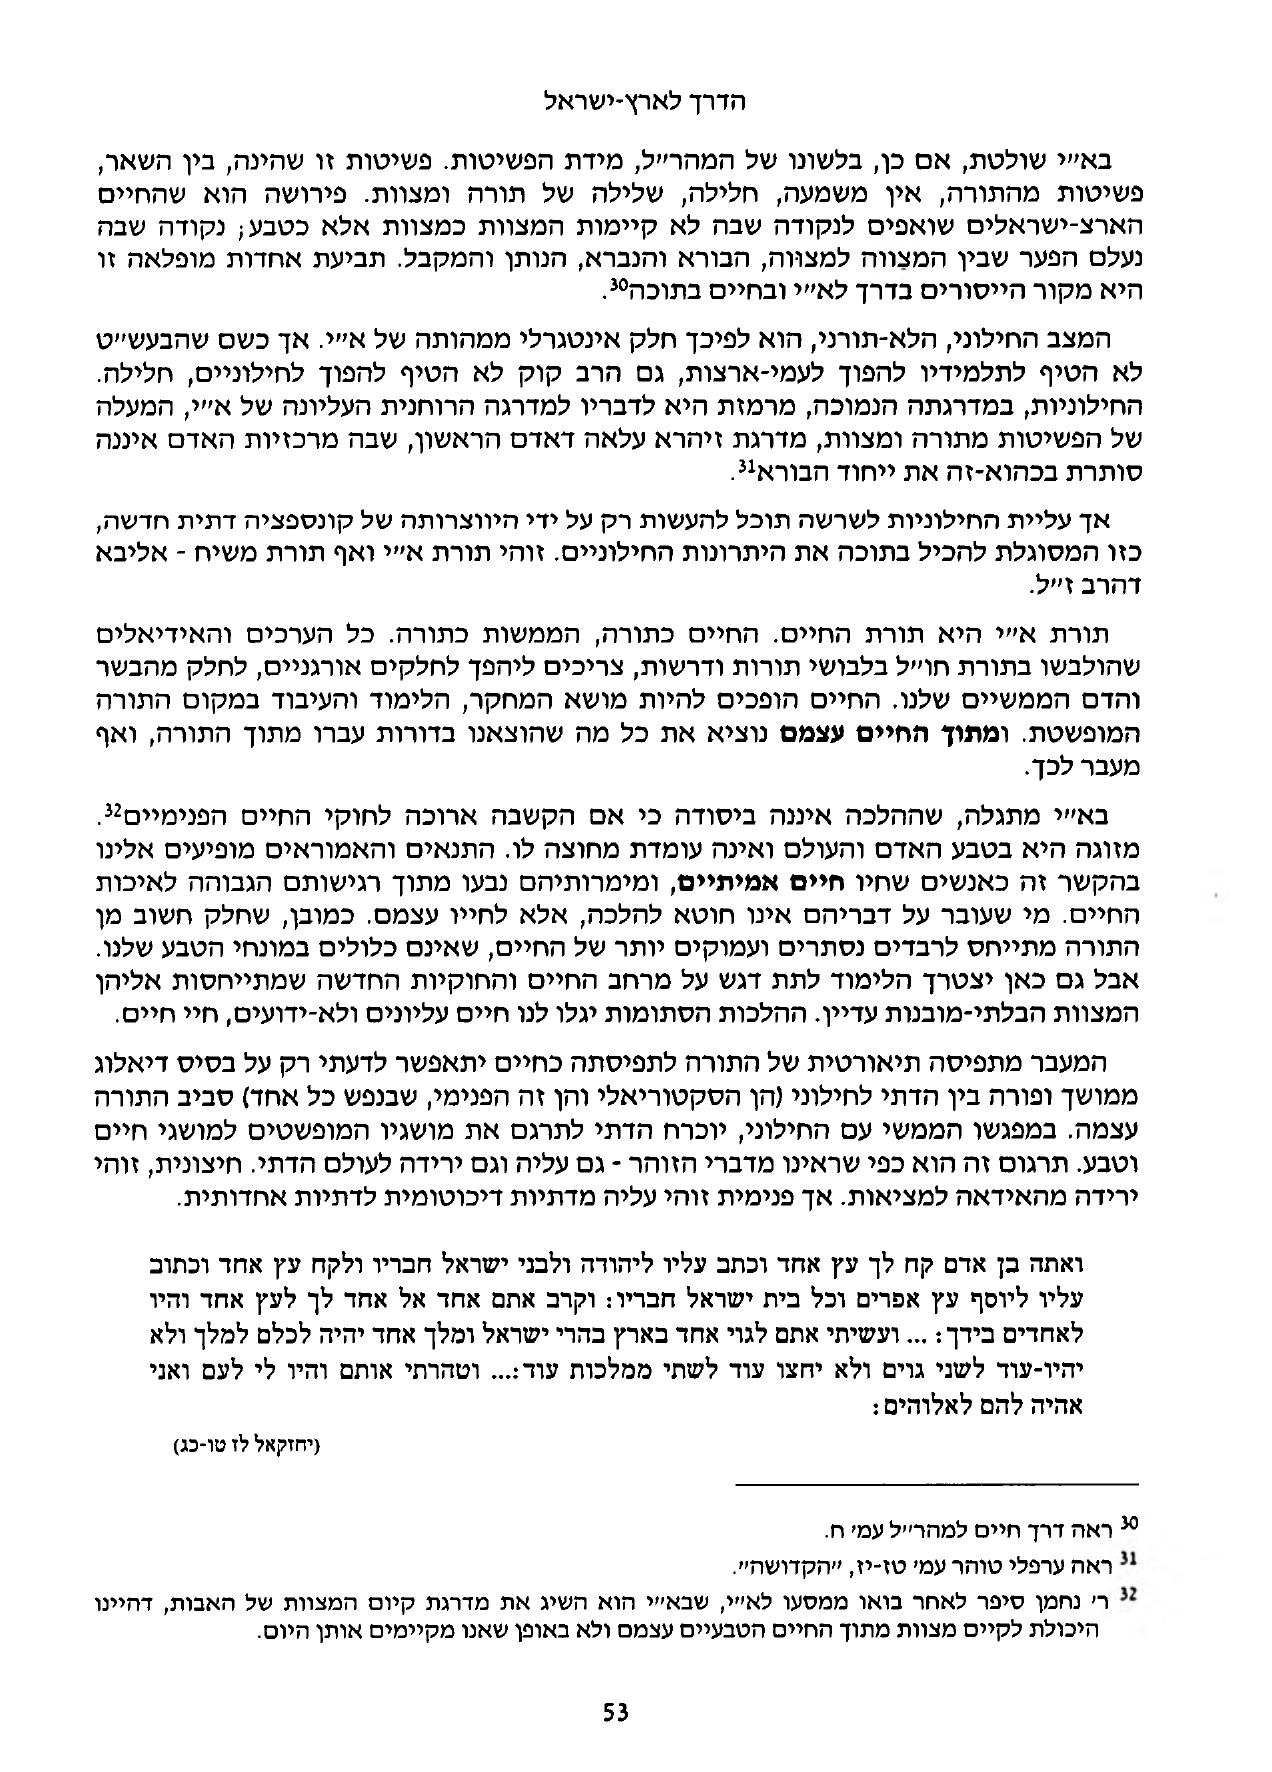 הדרך לארץ-ישראל
בא"י שולטת, אם כן, בלשונו של המהר"ל, מידת הפשיטות. פשיטות זו שהינה, בין השאר,
פשיטות מהתורה, אין משמעה, חלילה, שלילה של תורה ומצוות. פירושה הוא שהחיים
הארצ-ישראלים שואפים לנקודה שבה לא קיימות המצוות כמצוות אלא כטבע; נקודה שבה
נעלם הפער שבין המצַווה למצוּוה, הבורא והנברא, הנותן והמקבל. תביעת אחדות מופלאה זו
היא מקור הייסורים בדרך לא"י ובחיים בתוכה30.
המצב החילוני, הלא-תורני, הוא לפיכך חלק אינטגרלי ממהותה של א"י. אך כשם שהבעש"ט
לא הטיף לתלמידיו להפוך לעמי-ארצות, גם הרב קוק לא הטיף להפוך לחילוניים, חלילה.
החילוניות, במדרגתה הנמוכה, מרמזת היא לדבריו למדרגה הרוחנית העליונה של א"י, המעלה
של הפשיטות מתורה ומצוות, מדרגת זיהרא עלאה דאדם הראשון, שבה מרכזיות האדם איננה
סותרת בכהוא-זה את ייחוד הבורא31.
אך עליית החילוניות לשרשה תוכל להעשות רק על ידי היווצרותה של קונספציה דתית חדשה,
כזו המסוגלת להכיל בתוכה את היתרונות החילוניים. זוהי תורת א"י ואף תורת משיח - אליבא
דהרב ז"ל.
תורת א"י היא תורת החיים. החיים כתורה, הממשות כתורה. כל הערכים והאידיאלים
שהולבשו בתורת חו"ל בלבושי תורות ודרשות, צריכים ליהפך לחלקים אורגניים, לחלק מהבשר
והדם הממשיים שלנו. החיים הופכים להיות מושא המחקר, הלימוד והעיבוד במקום התורה
המופשטת. ומתוך החיים עצמם נוציא את כל מה שהוצאנו בדורות עברו מתוך התורה, ואף
מעבר לכך.
בא"י מתגלה, שההלכה איננה ביסודה כי אם הקשבה ארוכה לחוקי החיים הפנימיים32.
מזוגה היא בטבע האדם והעולם ואינה עומדת מחוצה לו. התנאים והאמוראים מופיעים אלינו
בהקשר זה כאנשים שחיו חיים אמיתיים, ומימרותיהם נבעו מתוך רגישותם הגבוהה לאיכות
החיים. מי שעובר על דבריהם אינו חוטא להלכה, אלא לחייו עצמם. כמובן, שחלק חשוב מן
התורה מתייחס לרבדים נסתרים ועמוקים יותר של החיים, שאינם כלולים במונחי הטבע שלנו.
אבל גם כאן יצטרך הלימוד לתת דגש על מרחב החיים והחוקיות החדשה שמתייחסות אליהן
המצוות הבלתי-מובנות עדיין. ההלכות הסתומות יגלו לנו חיים עליונים ולא-ידועים, חיי חיים.
המעבר מתפיסה תיאורטית של התורה לתפיסתה כחיים יתאפשר לדעתי רק על בסיס דיאלוג
ממושך ופורה בין הדתי לחילוני (הן הסקטוריאלי והן זה הפנימי, שבנפש כל אחד) סביב התורה
עצמה. במפגשו הממשי עם החילוני, יוכרח הדתי לתרגם את מושגיו המופשטים למושגי חיים
וטבע. תרגום זה הוא כפי שראינו מדברי הזוהר - גם עליה וגם ירידה לעולם הדתי. חיצונית, זוהי
ירידה מהאידאה למציאות. אך פנימית זוהי עליה מדתיות דיכוטומית לדתיות אחדותית.
ואתה בן אדם קח לך עץ אחד וכתב עליו ליהודה ולבני ישראל חבריו ולקח עץ אחד וכתוב
עליו ליוסף עץ אפרים וכל בית ישראל חבריו: וקרב אתם אחד אל אחד לך לעץ אחד והיו
לאחדים בידך: ... ועשיתי אתם לגוי אחד בארץ בהרי ישראל ומלך אחד יהיה לכלם למלך ולא
יהיו-עוד לשני גוים ולא יחצו עוד לשתי ממלכות עוד:... וטהרתי אותם והיו לי לעם ואני
אהיה להם לאלוהים:
(יחזקאל לז טו-כג)
30 ראה דרך חיים למהר"ל עמ' ח.
31 ראה ערפלי טוהר עמ' טז-יז, "הקדושה".
32 ר' נחמן סיפר לאחר בואו ממסעו לא"י, שבא"י הוא השיג את מדרגת קיום המצוות של האבות, דהיינו
היכולת לקיים מצוות מתוך החיים הטבעיים עצמם ולא באופן שאנו מקיימים אותן היום.
53